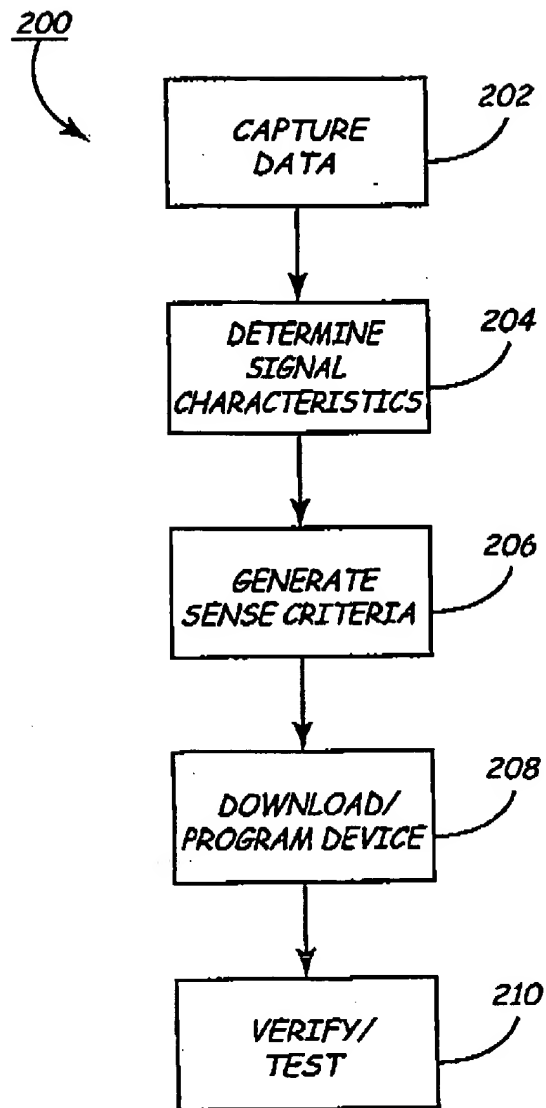 200
CAPTURE
DATA
202
DETERMINE
SIGNAL
CHARACTERISTICS
204
GENERATE
SENSE CRITERIA
206
DOWNLOAD/
PROGRAM DEVICE
208
VERIFY/
TEST
210